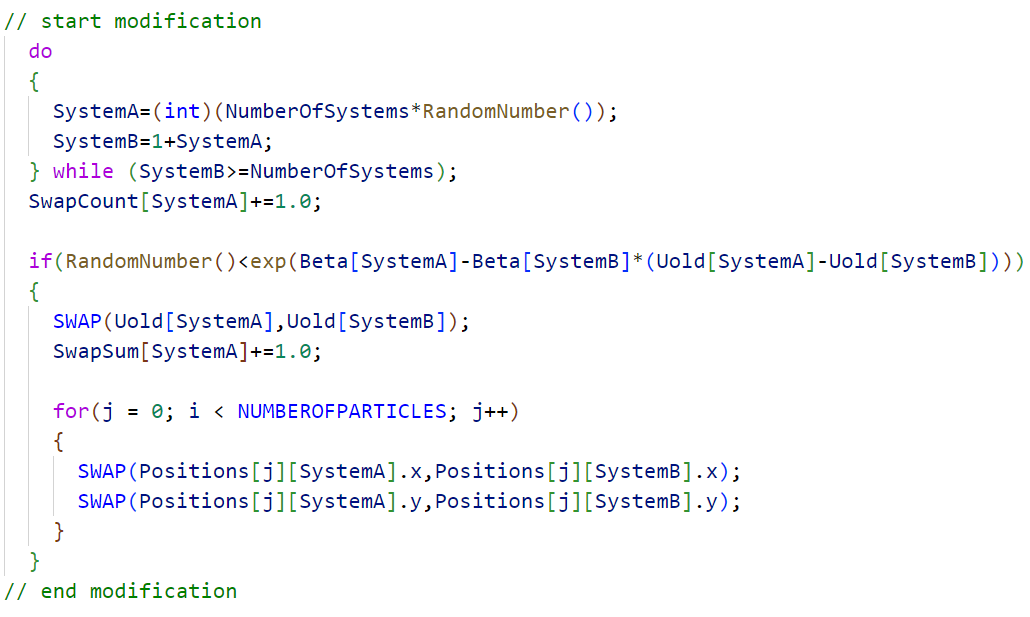 // start modification
do
{
SystemA=(int)(NumberOfSystems*RandomNumber());
SystemB=1+SystemA;
} while (SystemB>=NumberOfSystems);
SwapCount[SystemA]+=1.0;
if(RandomNumber()<exp(Beta[SystemA]-Beta[SystemB]*(Uold[SystemA]-Uold[SystemB])))
{
SWAP(Uold[SystemA],Uold[SystemB]);
SwapSum[SystemA]+=1.0;
for(j = 0; i < NUMBEROFPARTICLES; j++)
{
SWAP(Positions[j][SystemA].x,Positions[j][SystemB].x);
SWAP(Positions[j][SystemA].y,Positions[j][SystemB].y);
}
}
// end modification